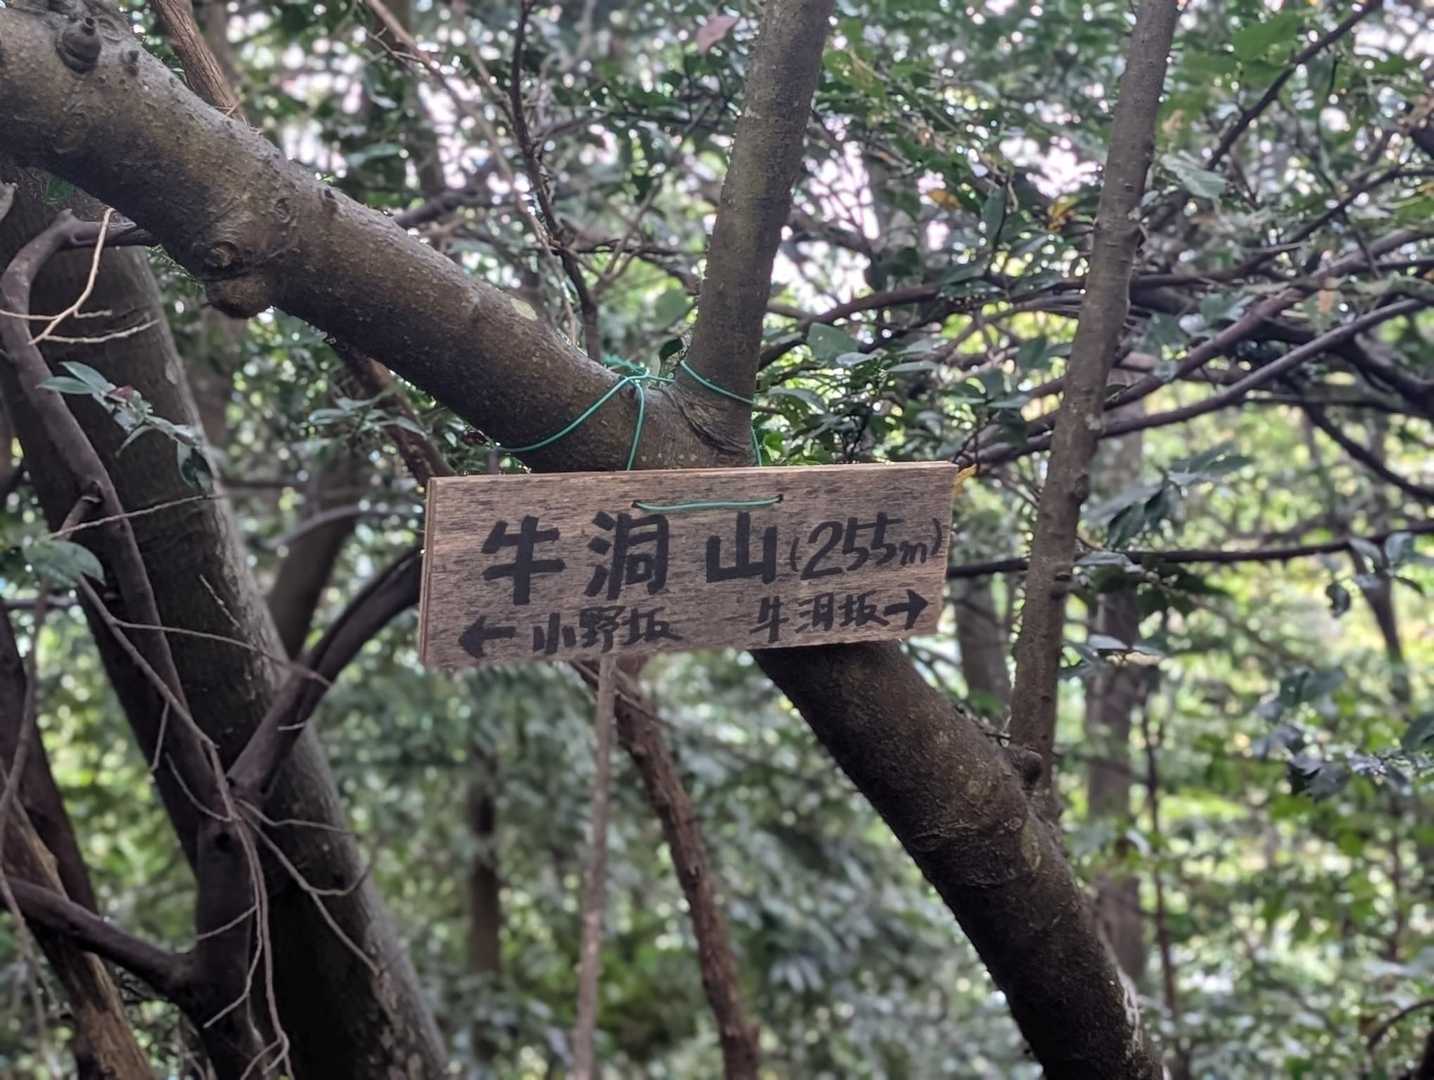 牛洞山(255m)
← 小野坂 牛洞坂 →